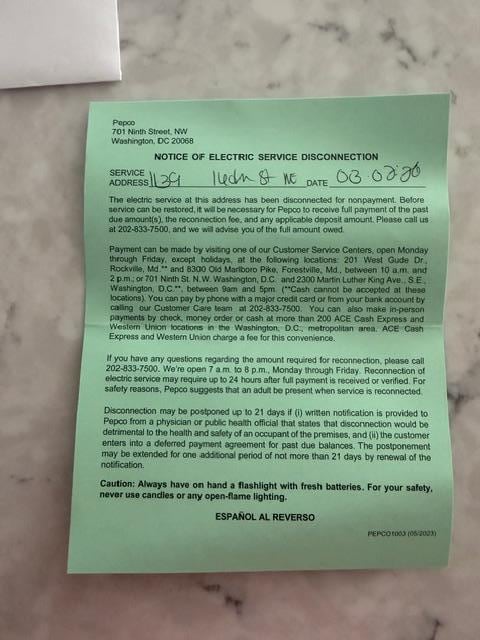 Pepco
701 Ninth Street, NW
Washington, DC 20068
NOTICE OF ELECTRIC SERVICE DISCONNECTION
SERVICE
ADDRESS 1139 St NE DATE 03-02-26
The electric service at this address has been disconnected for nonpayment. Before
service can be restored, it will be necessary for Pepco to receive full payment of the past
due amount(s), the reconnection fee, and any applicable deposit amount. Please call us
at 202-833-7500, and we will advise you of the full amount owed.
Payment can be made by visiting one of our Customer Service Centers, open Monday
through Friday, except holidays, at the following locations: 201 West Gude Dr.,
Rockville, Md.** and 8300 Old Marlboro Pike, Forestville, Md., between 10 a.m. and
2 p.m.; or 701 Ninth St. N.W. Washington, D.C. and 2300 Martin Luther King Ave., S.E.,
Washington, D.C.**, between 9am and 5pm. (**Cash cannot be accepted at these
locations). You can pay by phone with a major credit card or from your bank account by
calling our Customer Care team at 202-833-7500. You can also make in-person
payments by check, money order or cash at more than 200 ACE Cash Express and
Western Union locations in the Washington, D.C., metropolitan area. ACE Cash
Express and Western Union charge a fee for this convenience.
If you have any questions regarding the amount required for reconnection, please call
202-833-7500. We're open 7 a.m. to 8 p.m., Monday through Friday. Reconnection of
electric service may require up to 24 hours after full payment is received or verified. For
safety reasons, Pepco suggests that an adult be present when service is reconnected.
Disconnection may be postponed up to 21 days if (i) written notification is provided to
Pepco from a physician or public health official that states that disconnection would be
detrimental to the health and safety of an occupant of the premises, and (ii) the customer
enters into a deferred payment agreement for past due balances. The postponement
may be extended for one additional period of not more than 21 days by renewal of the
notification.
Caution: Always have on hand a flashlight with fresh batteries. For your safety,
never use candles or any open-flame lighting.
ESPAÑOL AL REVERSO
PEPCO1003 (05/2023)